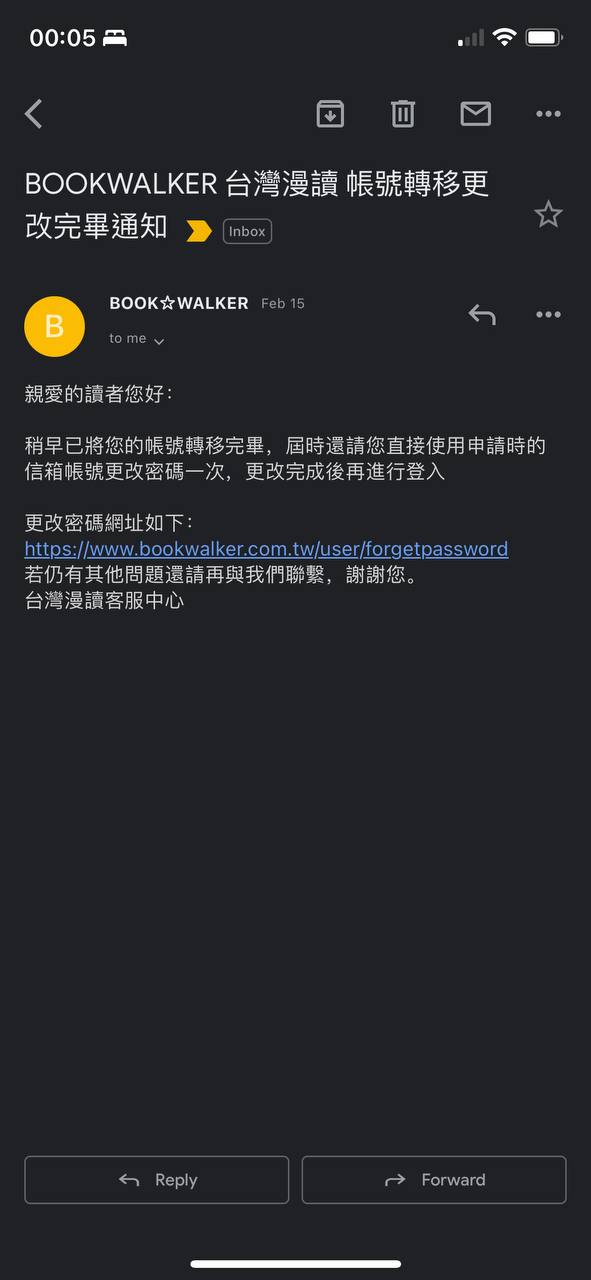 00:05
BOOKWALKER 台灣漫讀 帳號轉移更
改完畢通知 Inbox
B
BOOK☆WALKER Feb 15
to me
親愛的讀者您好：
稍早已將您的帳號轉移完畢，屆時還請您直接使用申請時的
信箱帳號更改密碼一次，更改完成後再進行登入
更改密碼網址如下：
https://www.bookwalker.com.tw/user/forgetpassword
若仍有其他問題還請再與我們聯繫，謝謝您。
台灣漫讀客服中心
Reply Forward